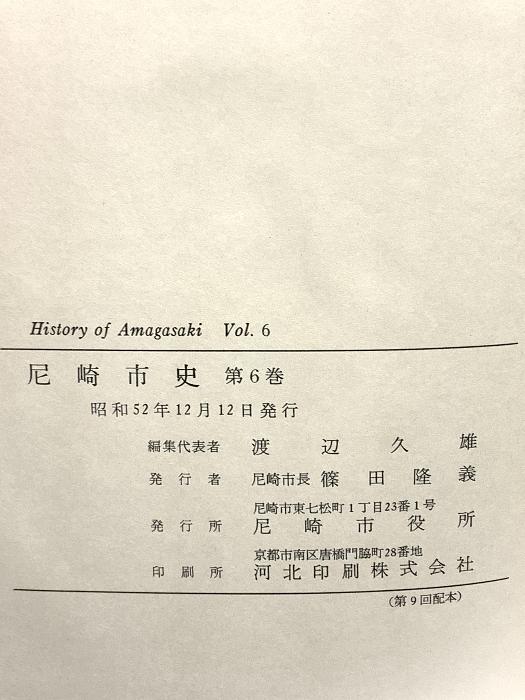 History of Amagasaki Vol. 6
尼崎市史 第6巻
昭和52年12月12日発行
編集代表者 渡辺久雄
発行者 尼崎市長 篠田隆義
尼崎市東七松町1丁目23番1号
発行所 尼崎市役所
京都市南区唐橋門脇町28番地
印刷所 河北印刷株式会社
（第9回配本）